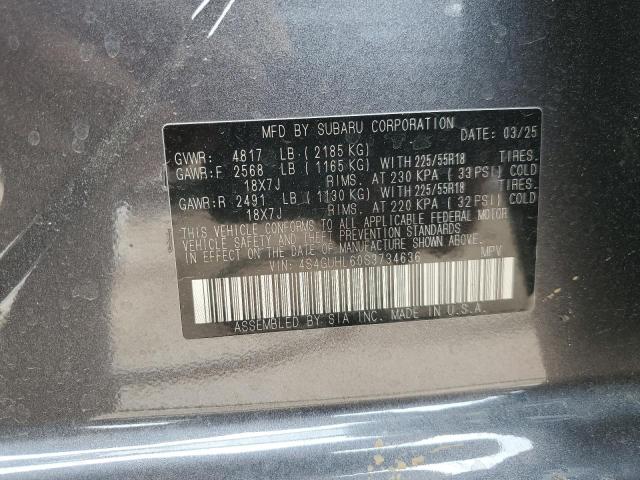 MFD BY SUBARU CORPORATION DATE: 03/25
GVWR: 4817 LB (2185 KG)
GAWR:F 2568 LB (1165 KG) WITH 225/55R18 TIRES.
18X7J RIMS. AT 230 KPA (33 PSI) COLD
GAWR:R 2491 LB (1130 KG) WITH 225/55R18 TIRES.
18X7J RIMS. AT 220 KPA (32 PSI) COLD
THIS VEHICLE CONFORMS TO ALL APPLICABLE FEDERAL MOTOR
VEHICLE SAFETY AND BUMPER STANDARDS
IN EFFECT ON THE DATE OF MANUFACTURE SHOWN ABOVE.
VIN: 4S4GUHL60S3734636 MPV
ASSEMBLED BY SIA INC. MADE IN U.S.A.